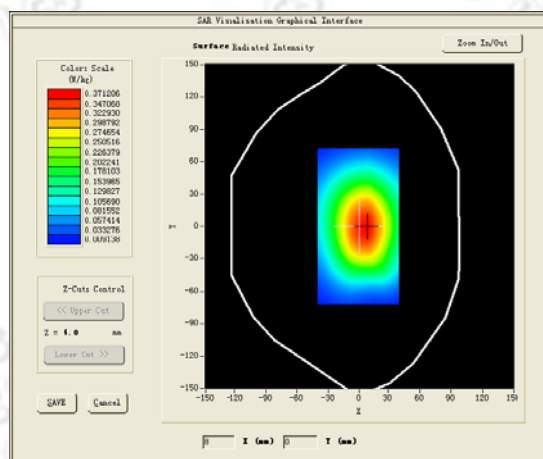 SAR Visualisation Graphical Interface
Surface Radiated Intensity
Zoom In/Out
Colors Scale
(W/kg)
0.371206
0.347068
0.322930
0.298792
0.274654
0.250516
0.226379
0.202241
0.178103
0.153965
0.129827
0.105690
0.081552
0.057414
0.033276
0.009138
150
120
90
60
30
0
-30
-60
-90
-120
-150
Y
-150 -120 -90 -60 -30 0 30 60 90 120 150
X
Z-Cuts Control
<< Upper Cut
Z = 4.0 mm
Lower Cut >>
SAVE
Cancel
8 X (mm) 0 Y (mm)